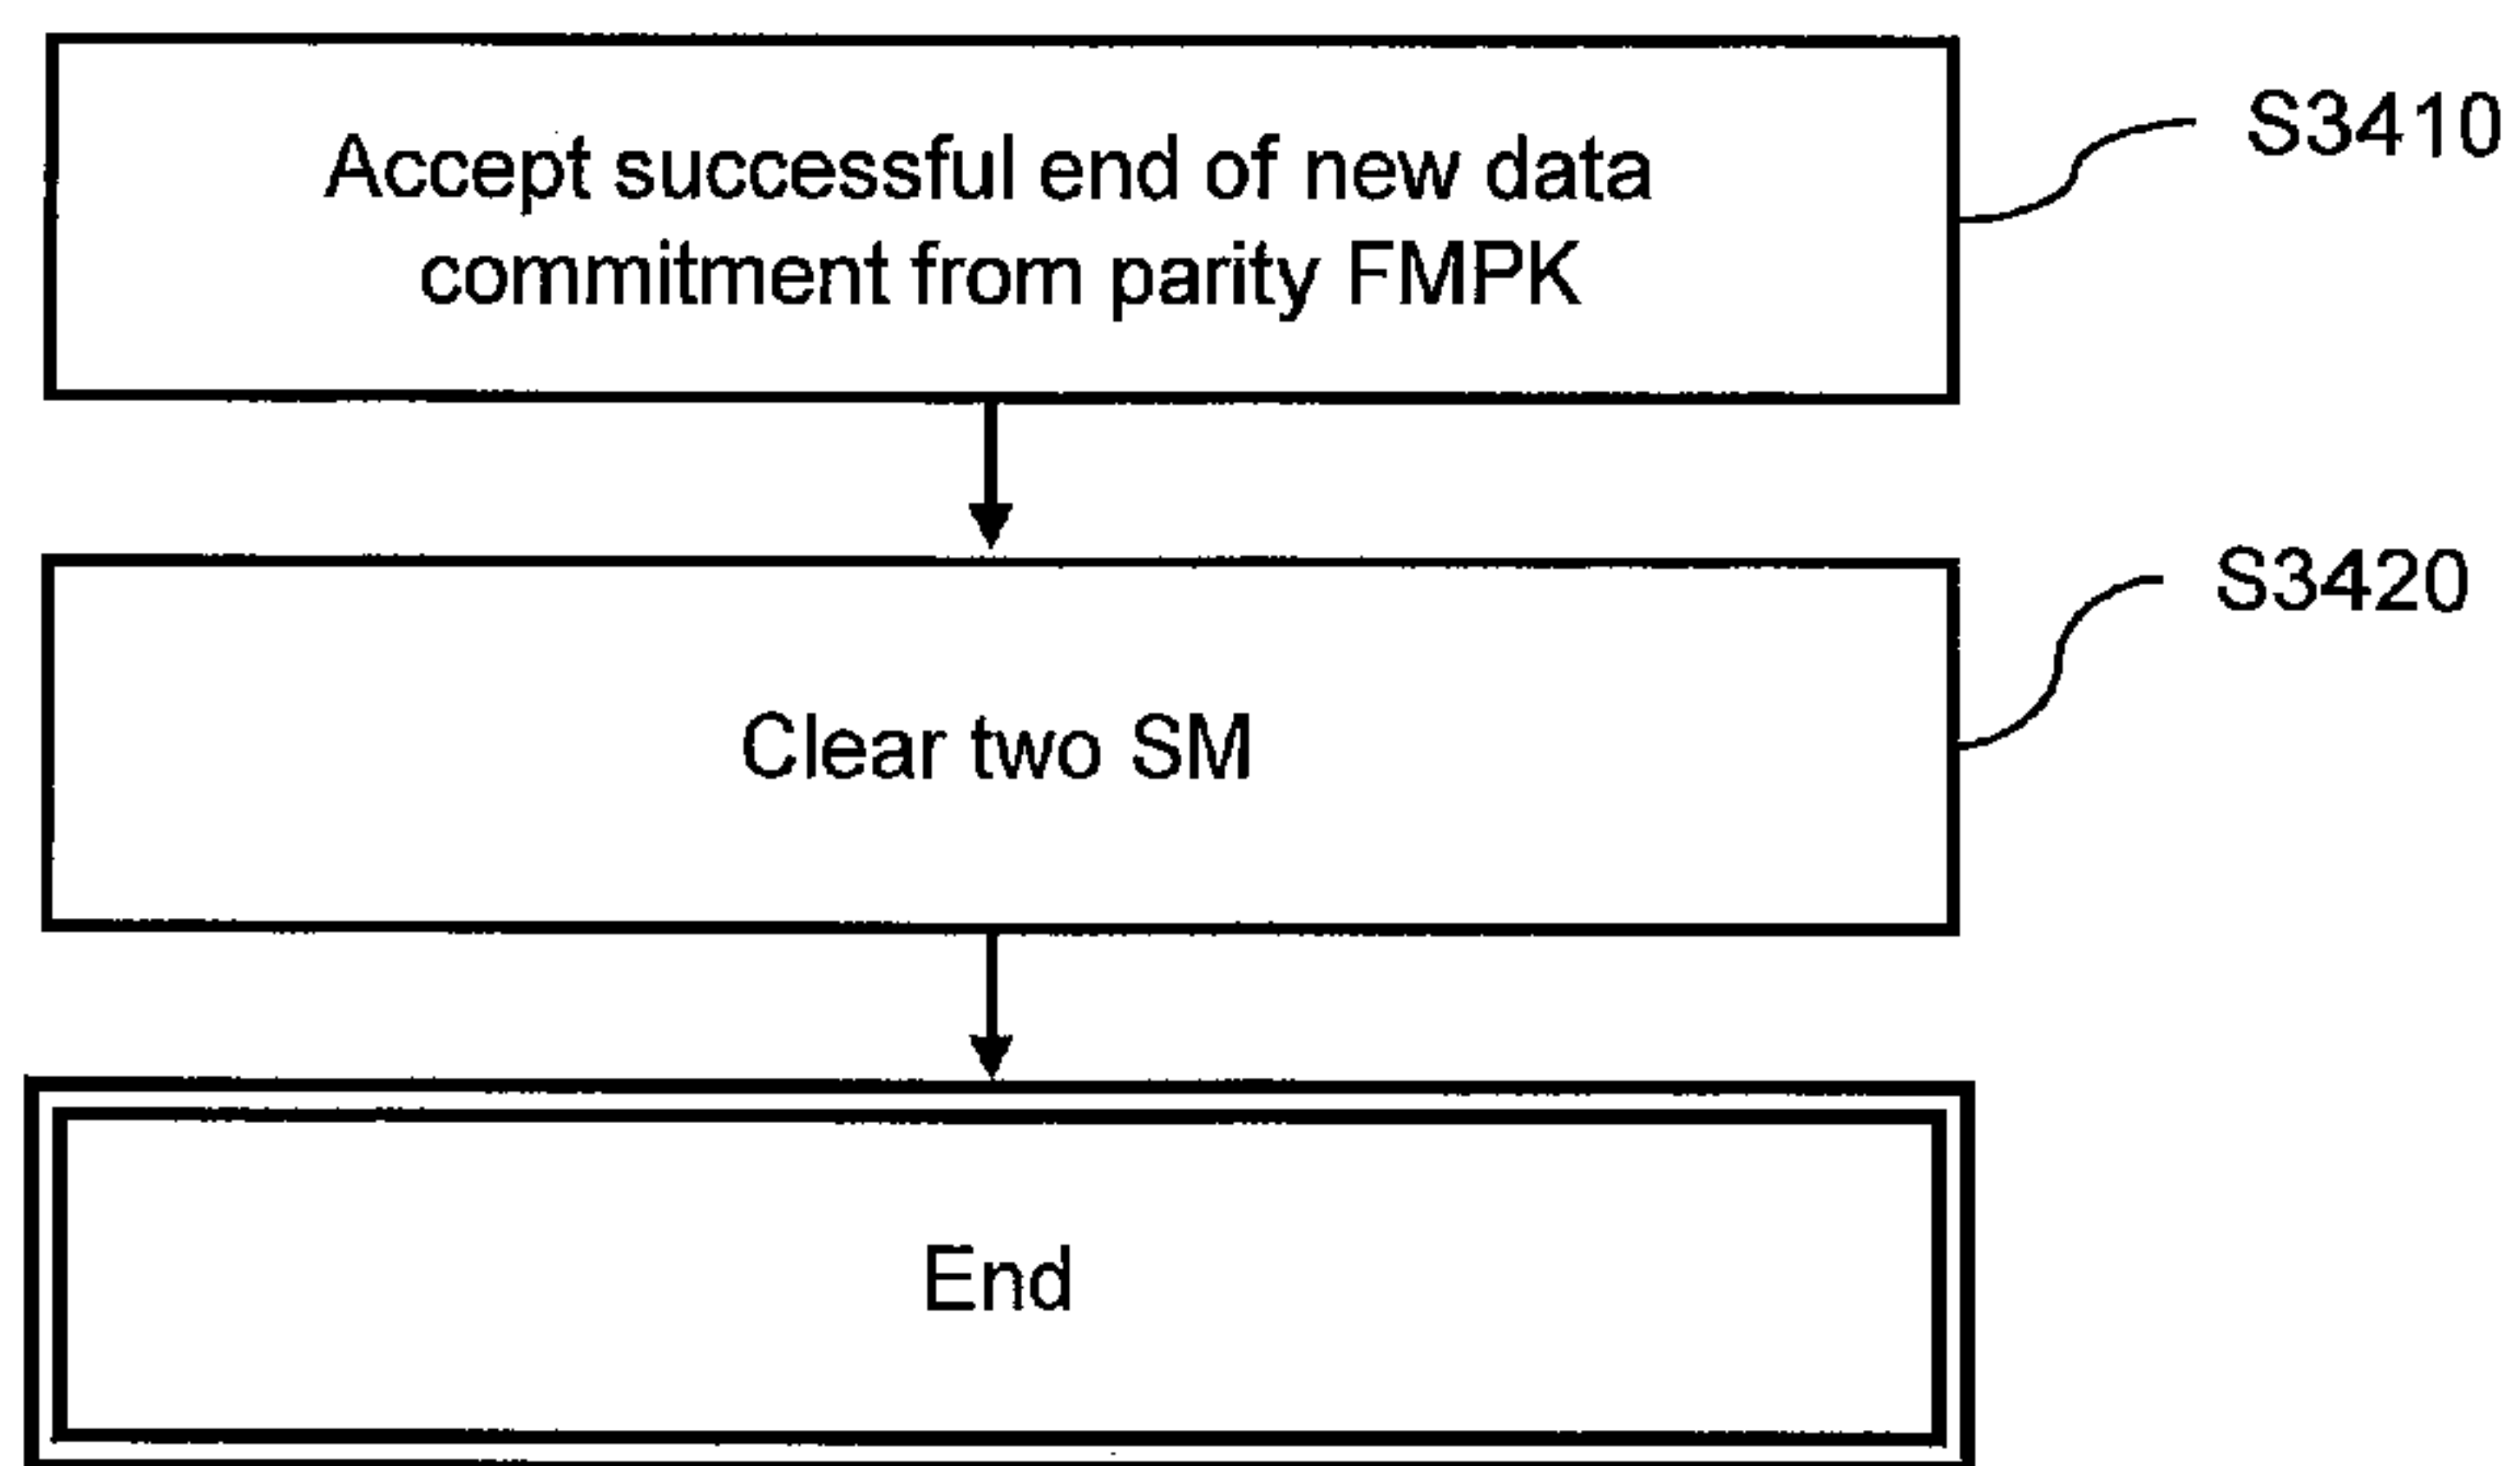 Accept successful end of new data
commitment from parity FMPK
S3410
Clear two SM
S3420
End